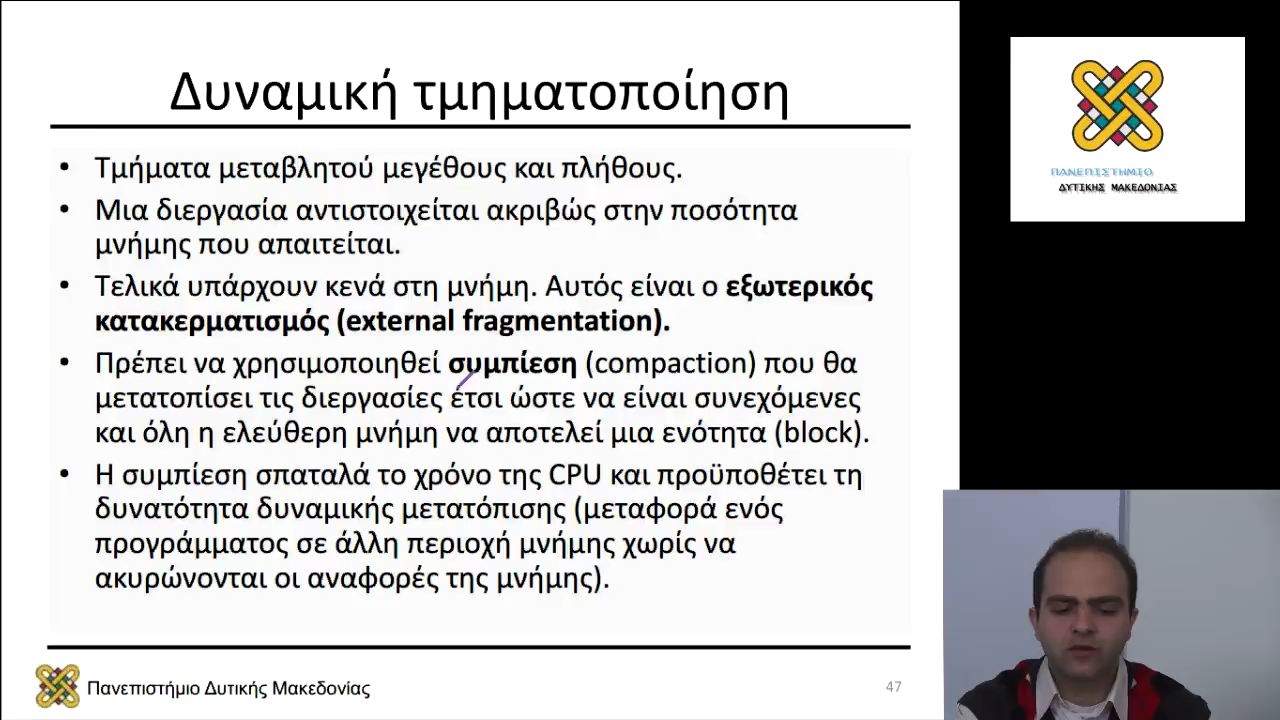 Δυναμική τμηματοποίηση
• Τμήματα μεταβλητού μεγέθους και πλήθους.
• Μια διεργασία αντιστοιχείται ακριβώς στην ποσότητα
μνήμης που απαιτείται.
• Τελικά υπάρχουν κενά στη μνήμη. Αυτός είναι ο εξωτερικός
κατακερματισμός (external fragmentation).
• Πρέπει να χρησιμοποιηθεί συμπίεση (compaction) που θα
μετατοπίσει τις διεργασίες έτσι ώστε να είναι συνεχόμενες
και όλη η ελεύθερη μνήμη να αποτελεί μια ενότητα (block).
• Η συμπίεση σπαταλά το χρόνο της CPU και προϋποθέτει τη
δυνατότητα δυναμικής μετατόπισης (μεταφορά ενός
προγράμματος σε άλλη περιοχή μνήμης χωρίς να
ακυρώνονται οι αναφορές της μνήμης).
Πανεπιστήμιο Δυτικής Μακεδονίας
47
ΠΑΝΕΠΙΣΤΗΜΙΟ
ΔΥΤΙΚΗΣ ΜΑΚΕΔΟΝΙΑΣ